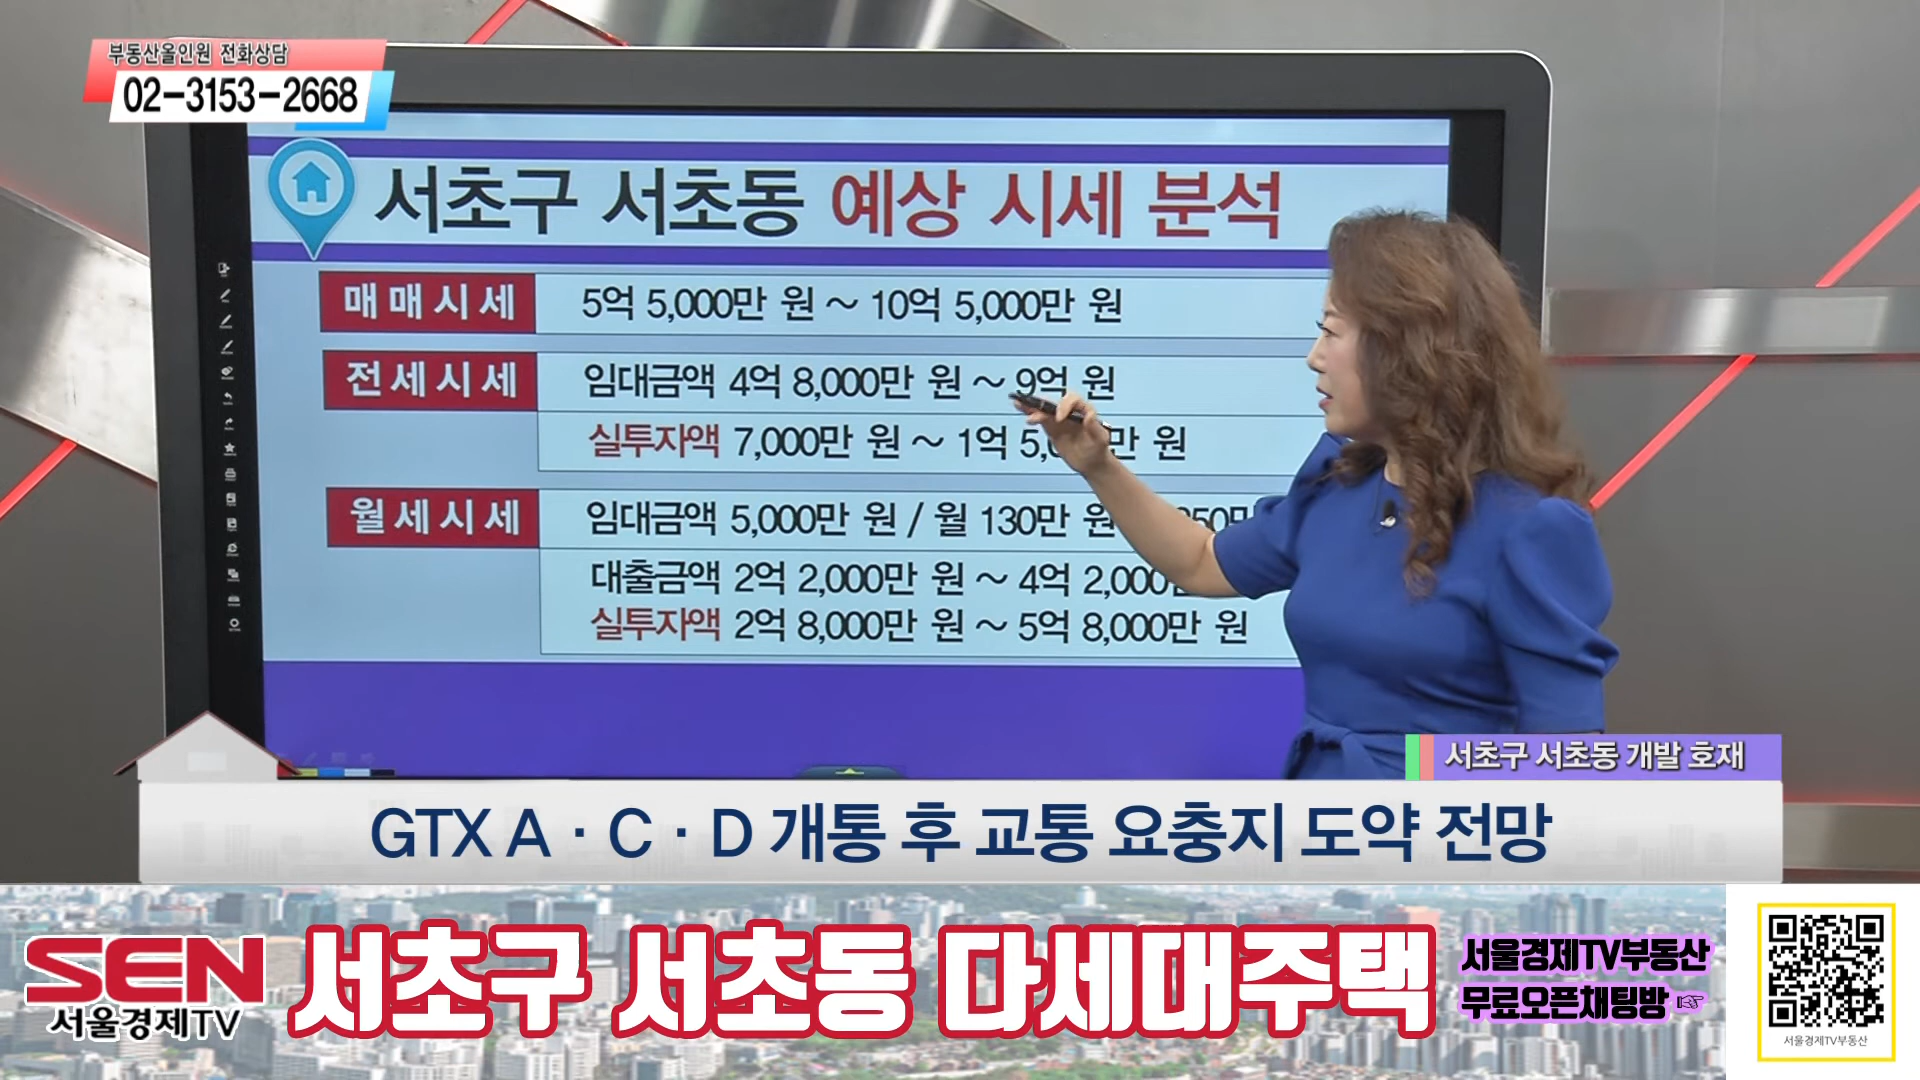 부동산올인원 전화상담
02-3153-2668
서초구 서초동 예상 시세 분석
매매시세 5억 5,000만 원 ~ 10억 5,000만 원
전세시세 임대금액 4억 8,000만 원 ~ 9억 원
실투자액 7,000만 원 ~ 1억 5, 만 원
월세시세 임대금액 5,000만 원 / 월 130만 원
대출금액 2억 2,000만 원 ~ 4억 2,000
실투자액 2억 8,000만 원 ~ 5억 8,000만 원
서초구 서초동 개발 호재
GTX A · C · D 개통 후 교통 요충지 도약 전망
SEN
서울경제TV
서초구 서초동 다세대주택
서울경제TV부동산
무료오픈채팅방 ☞
서울경제TV부동산